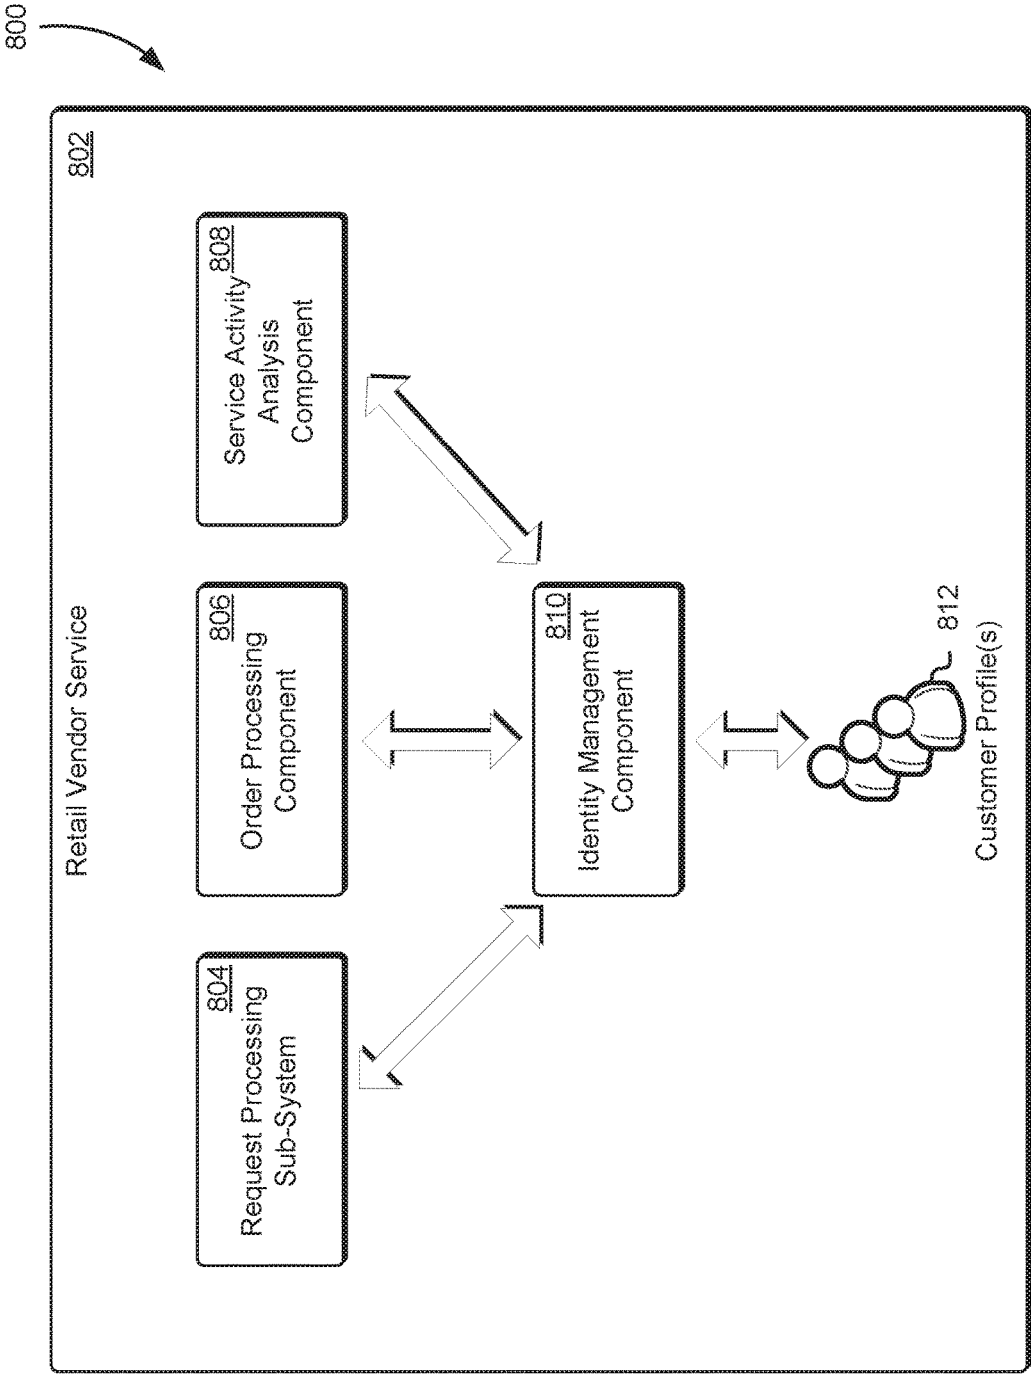 800
Retail Vendor Service
802
804
Request Processing
Sub-System
806
Order Processing
Component
808
Service Activity
Analysis
Component
810
Identity Management
Component
812
Customer Profile(s)